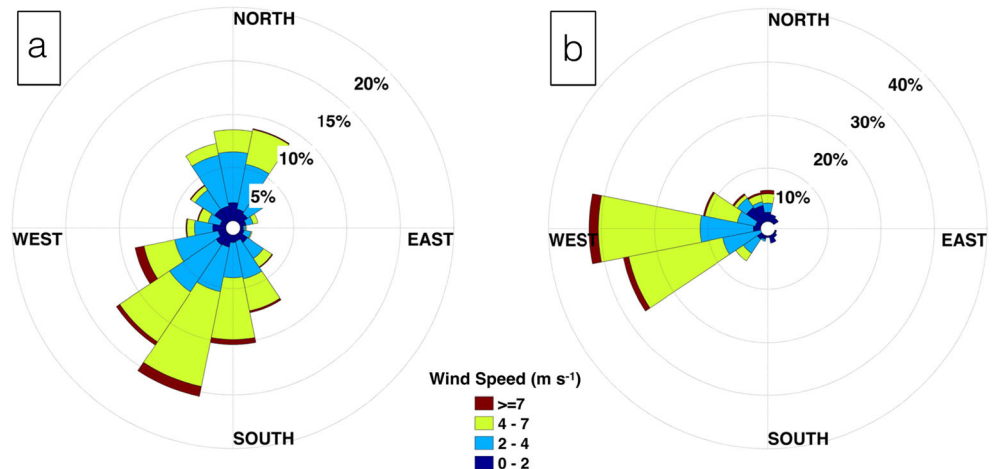 a
NORTH
20%
15%
10%
5%
WEST
EAST
SOUTH
b
NORTH
40%
30%
20%
10%
WEST
EAST
SOUTH
Wind Speed (m s⁻¹)
>=7
4 - 7
2 - 4
0 - 2